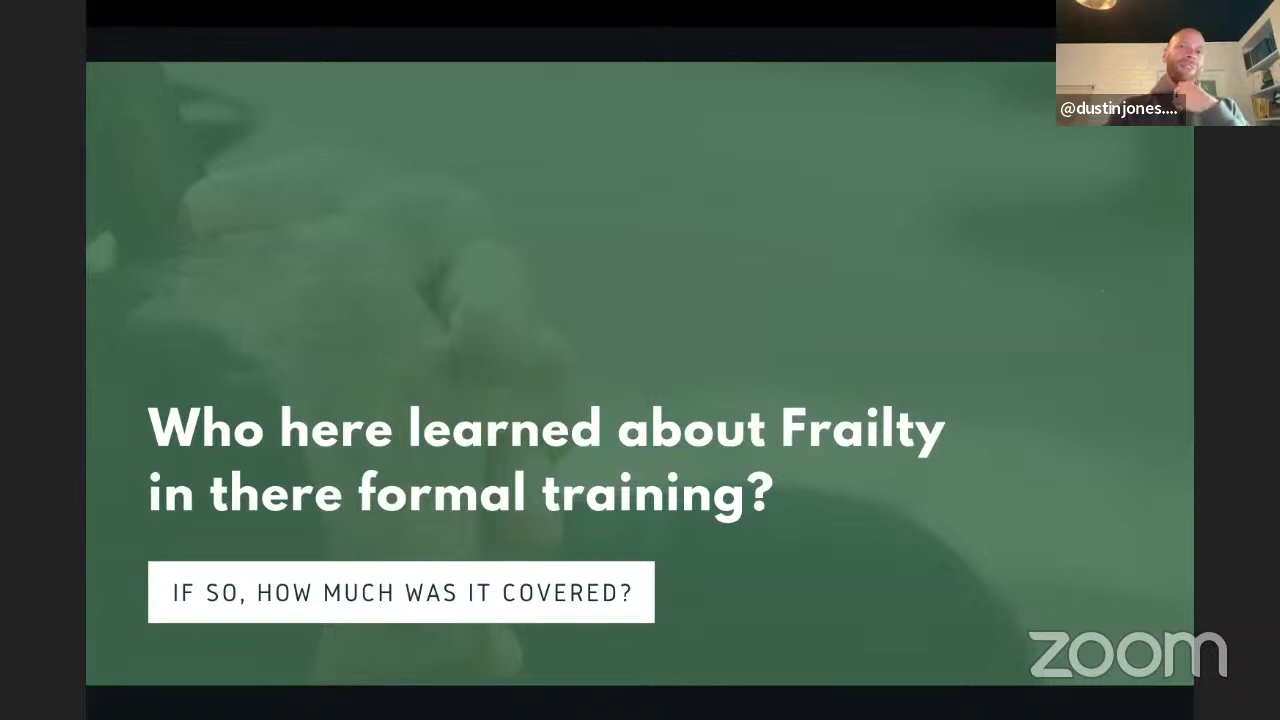 @dustinjones....
Who here learned about Frailty
in there formal training?
IF SO, HOW MUCH WAS IT COVERED?
zoom